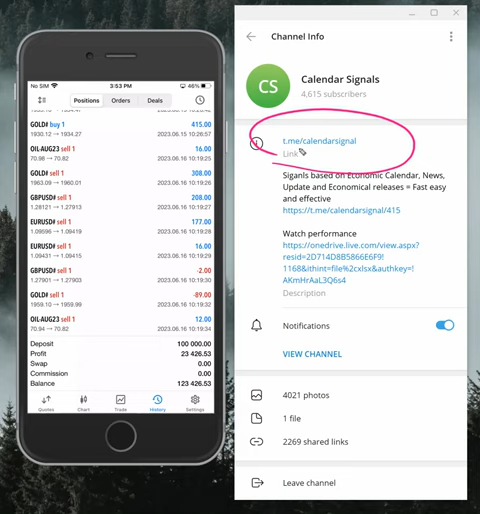 No SIM
3:53 PM
46%
Positions
Orders
Deals
GOLD# buy 1
415.00
1930.12 → 1934.27
2023.06.15 10:26:57
OIL-AUG23 sell 1
16.00
70.98 → 70.82
2023.06.16 10:19:25
GOLD# sell 1
308.00
1963.09 → 1960.01
2023.06.16 10:19:26
GBPUSD# sell 1
208.00
1.28121 → 1.27913
2023.06.16 10:19:27
EURUSD# sell 1
177.00
1.09596 → 1.09419
2023.06.16 10:19:28
EURUSD# sell 1
16.00
1.09431 → 1.09415
2023.06.16 10:19:29
GBPUSD# sell 1
-2.00
1.27901 → 1.27903
2023.06.16 10:19:30
GOLD# sell 1
-89.00
1959.10 → 1959.99
2023.06.16 10:19:32
OIL-AUG23 sell 1
12.00
70.94 → 70.82
2023.06.16 10:19:34
Deposit
100 000.00
Profit
23 426.53
Swap
0.00
Commission
0.00
Balance
123 426.53
Quotes
Chart
Trade
History
Settings
Channel Info
CS
Calendar Signals
4,615 subscribers
t.me/calendarsignal
Link
Siganls based on Economic Calendar, News,
Update and Economical releases = Fast easy
and effective
https://t.me/calendarsignal/415
Watch performance
https://onedrive.live.com/view.aspx?
resid=2D714D8B5866E6F9!
1168&ithint=file%2cxlsx&authkey=!
AKmHrAaL3Q6s4
Description
Notifications
VIEW CHANNEL
4021 photos
1 file
2269 shared links
Leave channel